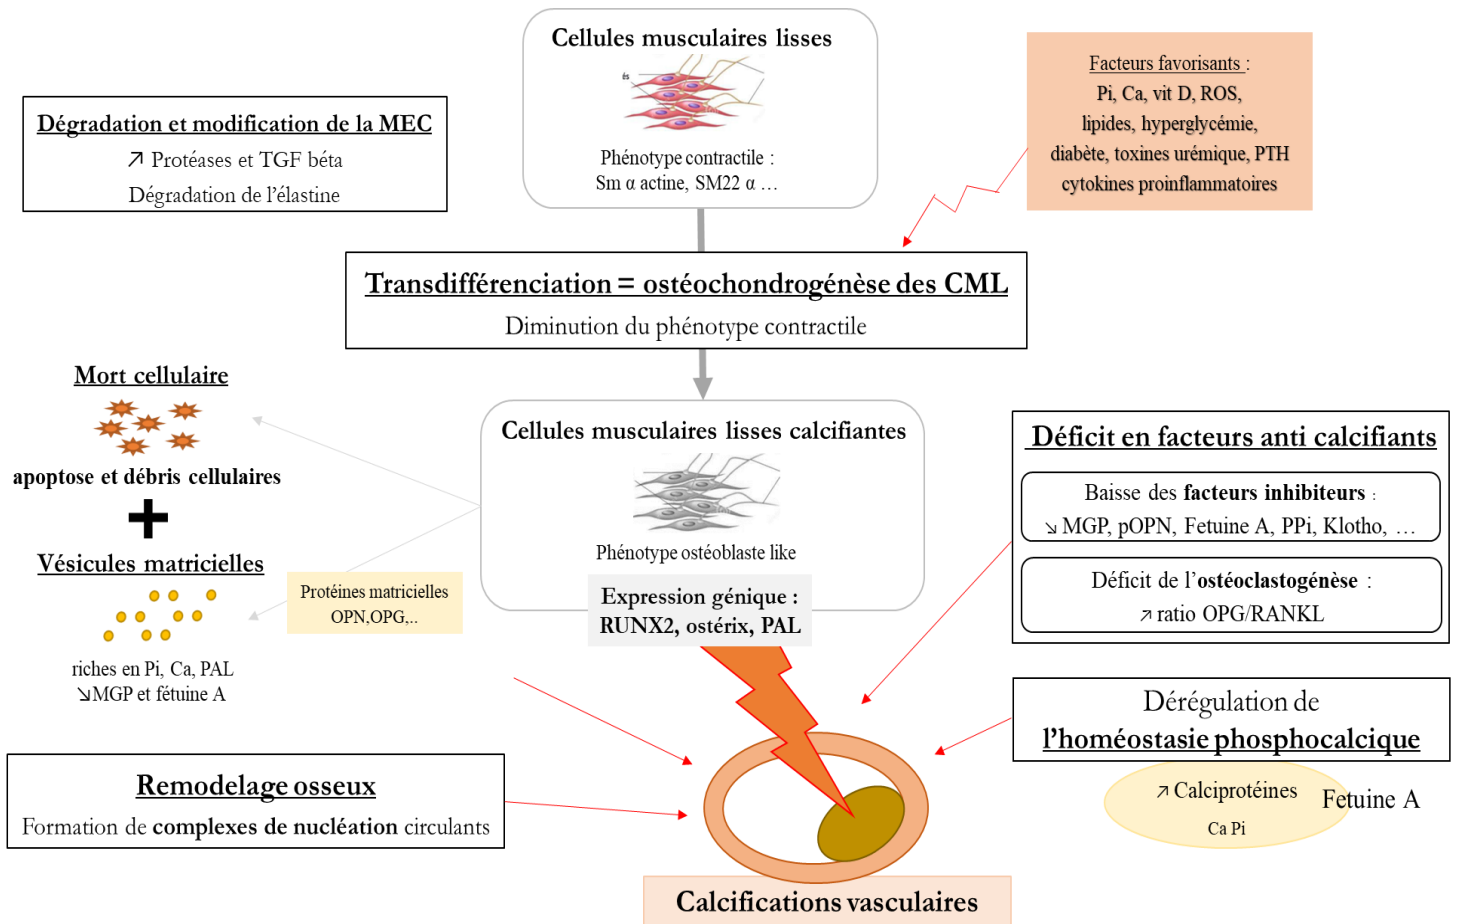 Cellules musculaires lisses
és
Phénotype contractile :
Sm α actine, SM22 α …
Facteurs favorisants :
Pi, Ca, vit D, ROS,
lipides, hyperglycémie,
diabète, toxines urémique, PTH
cytokines proinflammatoires
Dégradation et modification de la MEC
↗ Protéases et TGF béta
Dégradation de l'élastine
Transdifférenciation = ostéochondrogénèse des CML
Diminution du phénotype contractile
Mort cellulaire
apoptose et débris cellulaires
+
Vésicules matricielles
riches en Pi, Ca, PAL
↘MGP et fétuine A
Protéines matricielles
OPN,OPG,..
Cellules musculaires lisses calcifiantes
Phénotype ostéoblaste like
Expression génique :
RUNX2, ostérix, PAL
Déficit en facteurs anti calcifiants
Baisse des facteurs inhibiteurs :
↘ MGP, pOPN, Fetuine A, PPi, Klotho, …
Déficit de l'ostéoclastogénèse :
↗ ratio OPG/RANKL
Dérégulation de
l'homéostasie phosphocalcique
↗ Calciprotéines
Fetuine A
Ca Pi
Remodelage osseux
Formation de complexes de nucléation circulants
Calcifications vasculaires